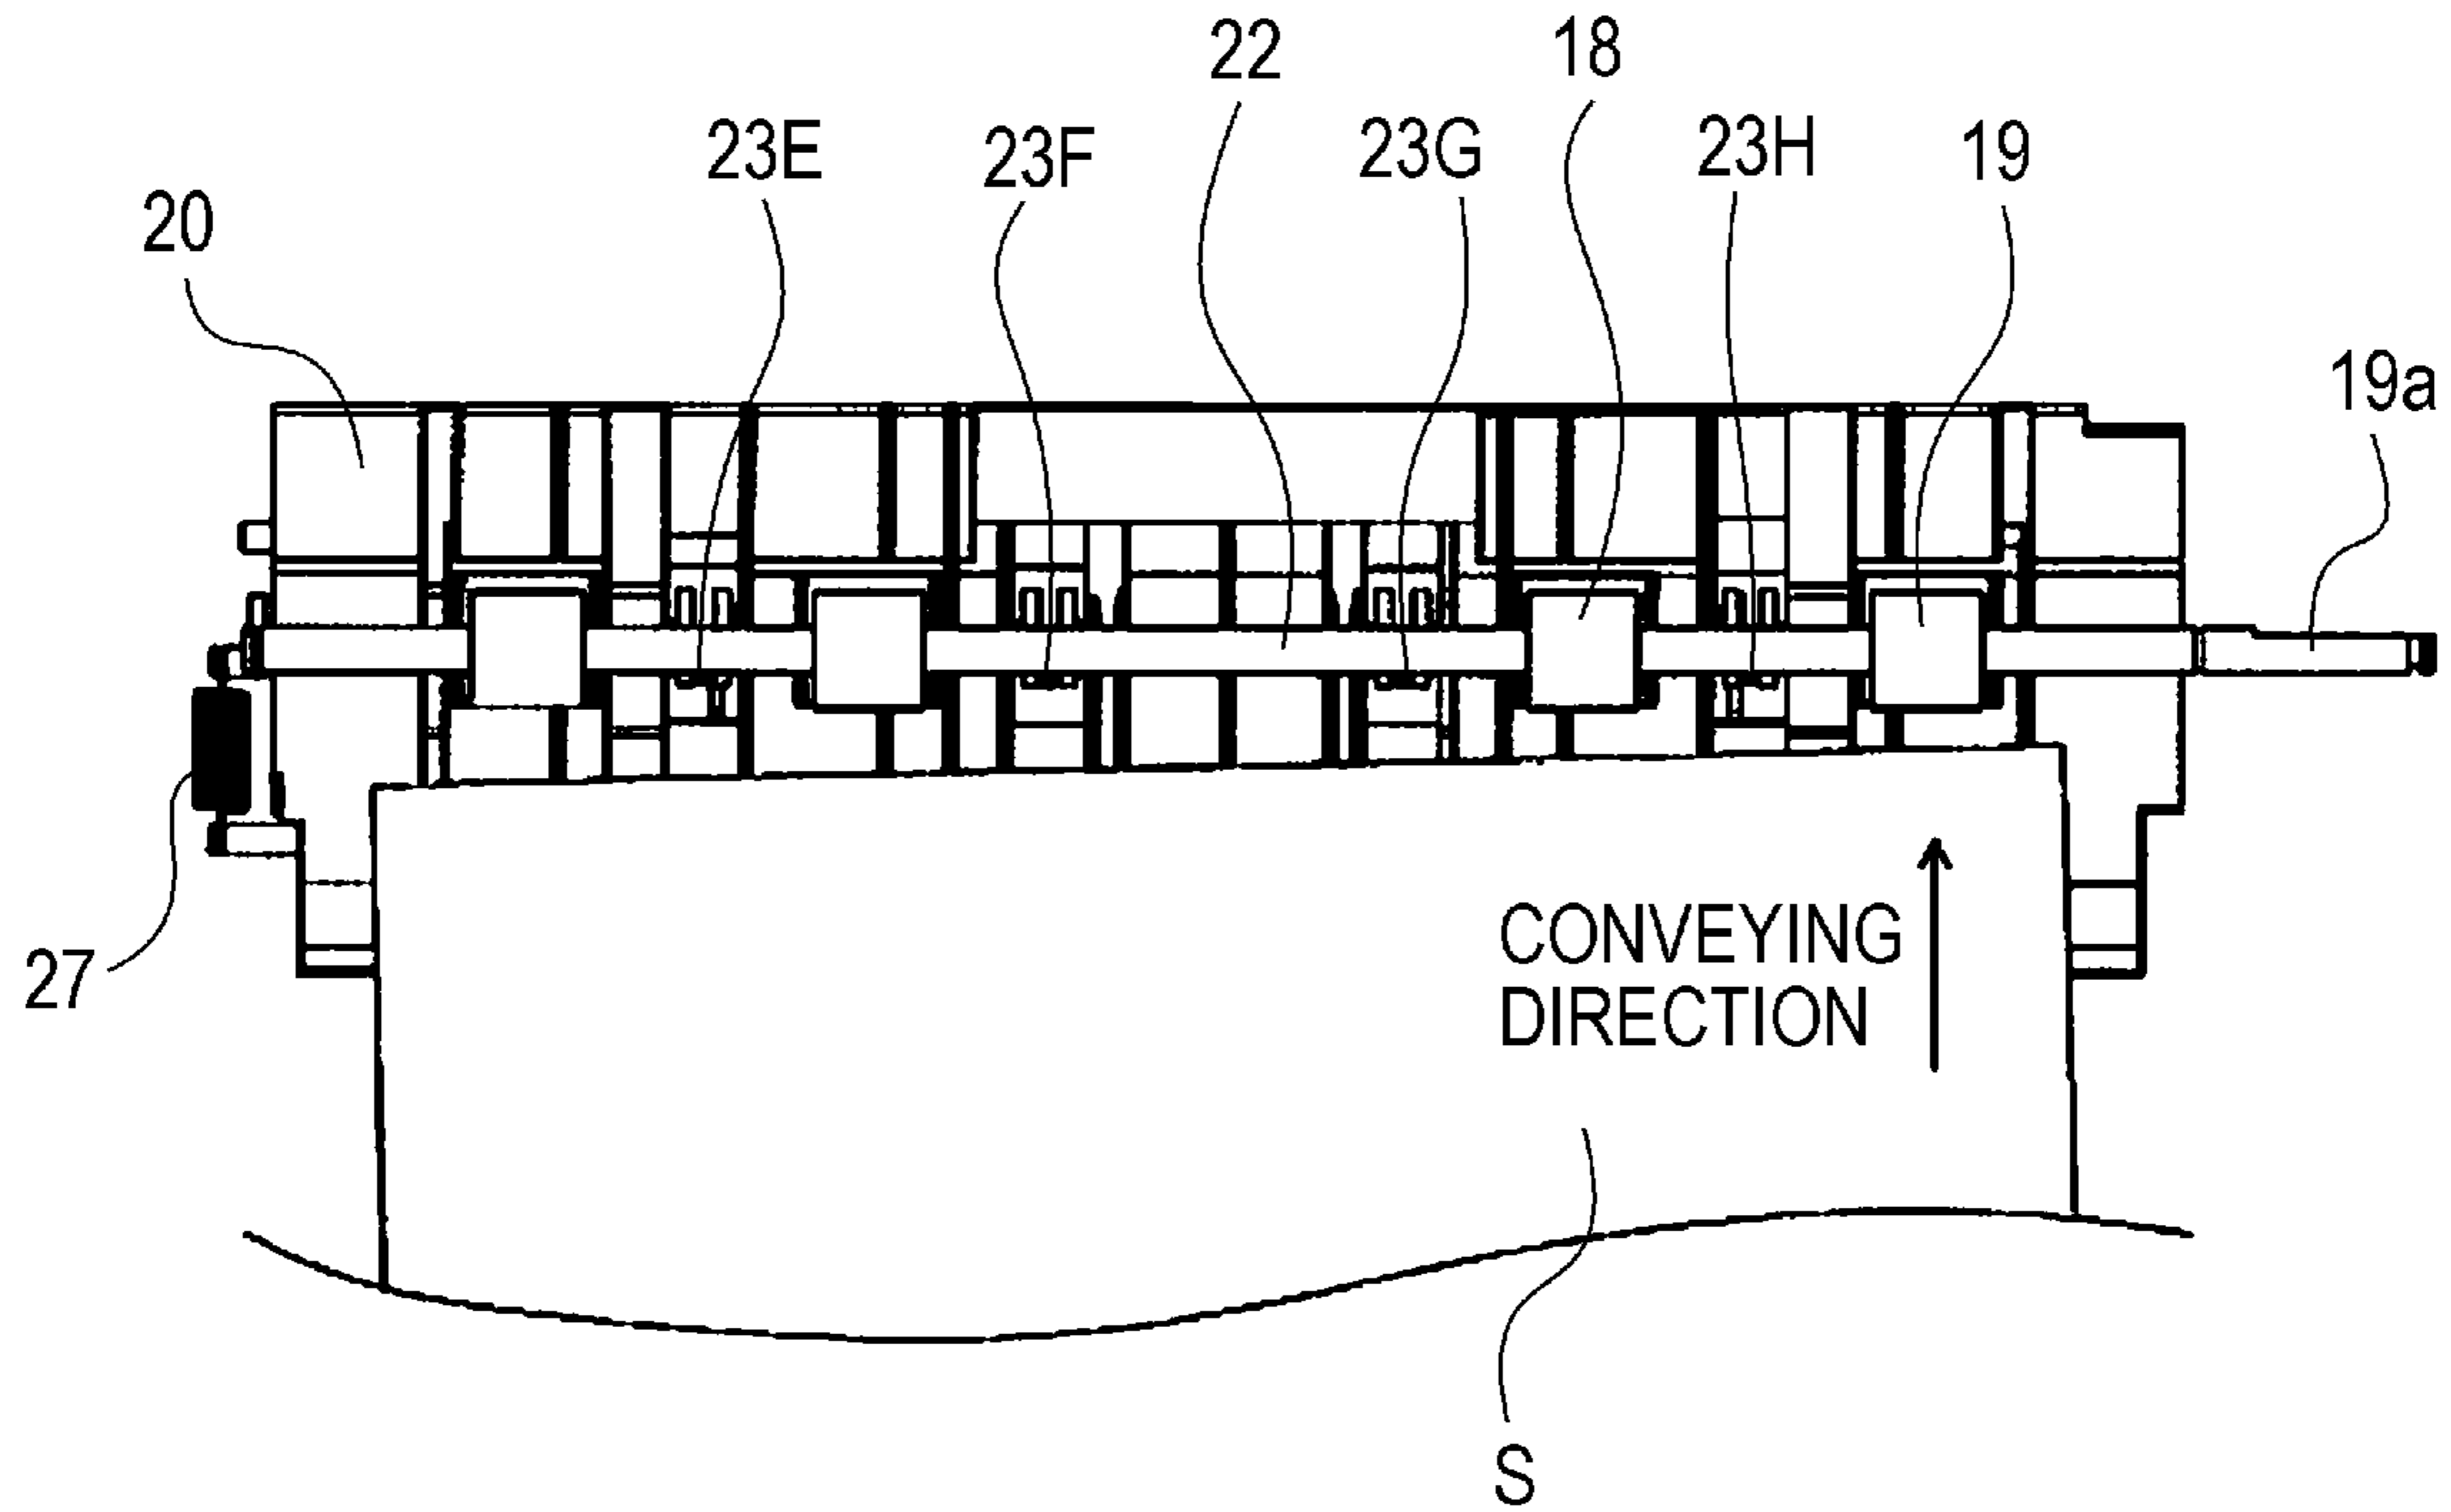 22
18
23E
23F
23G
23H
19
20
19a
27
CONVEYING
DIRECTION
S